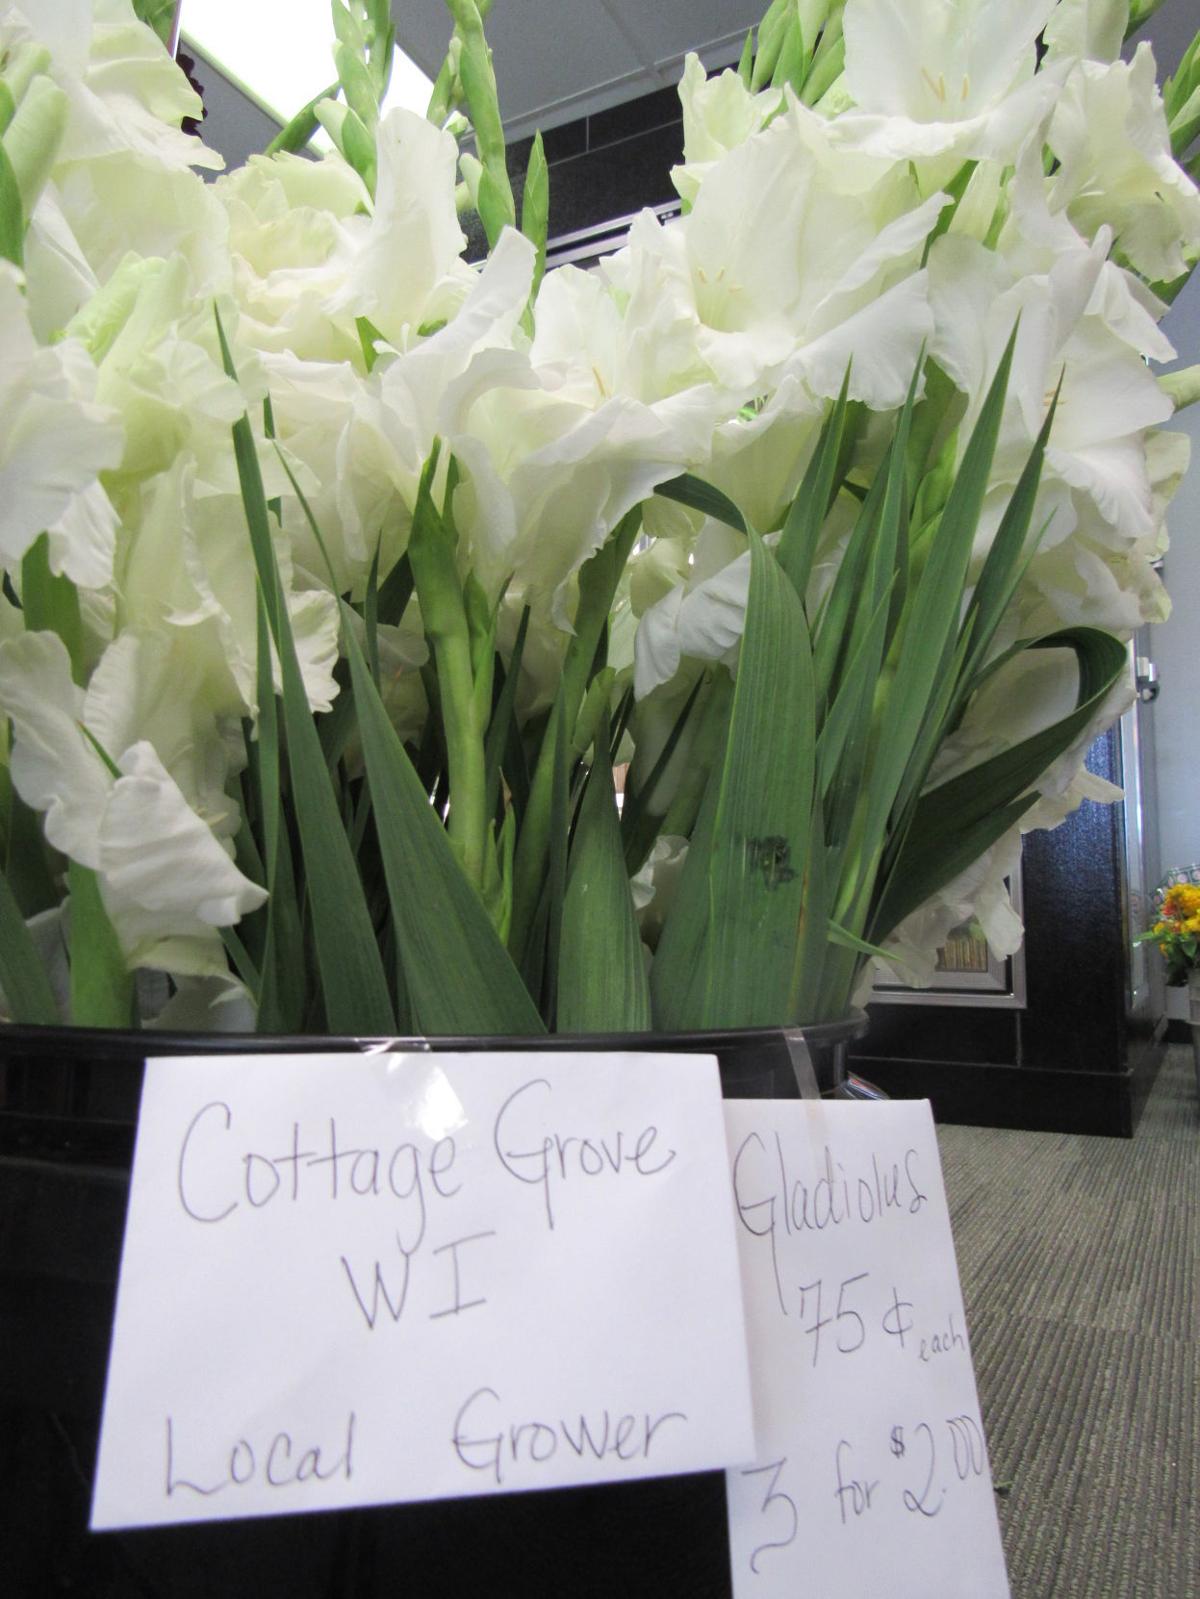 Cottage Grove
WI
Local Grower
Gladiolus
75¢ each
3 for $2.00